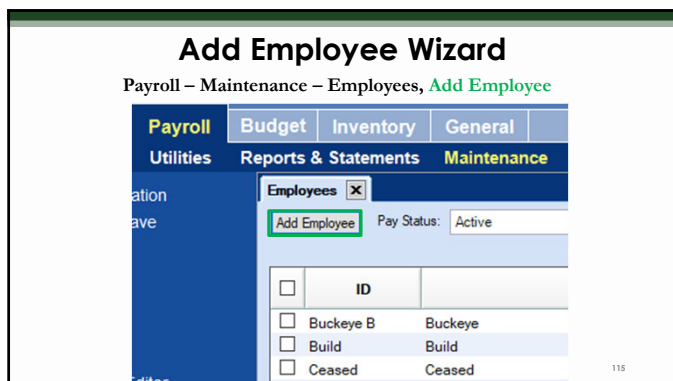 Add Employee Wizard
Payroll – Maintenance – Employees, Add Employee
Payroll Budget Inventory General
Utilities Reports & Statements Maintenance
ation
ave
Employees X
Add Employee Pay Status: Active
ID
Buckeye B Buckeye
Build Build
Ceased Ceased
115